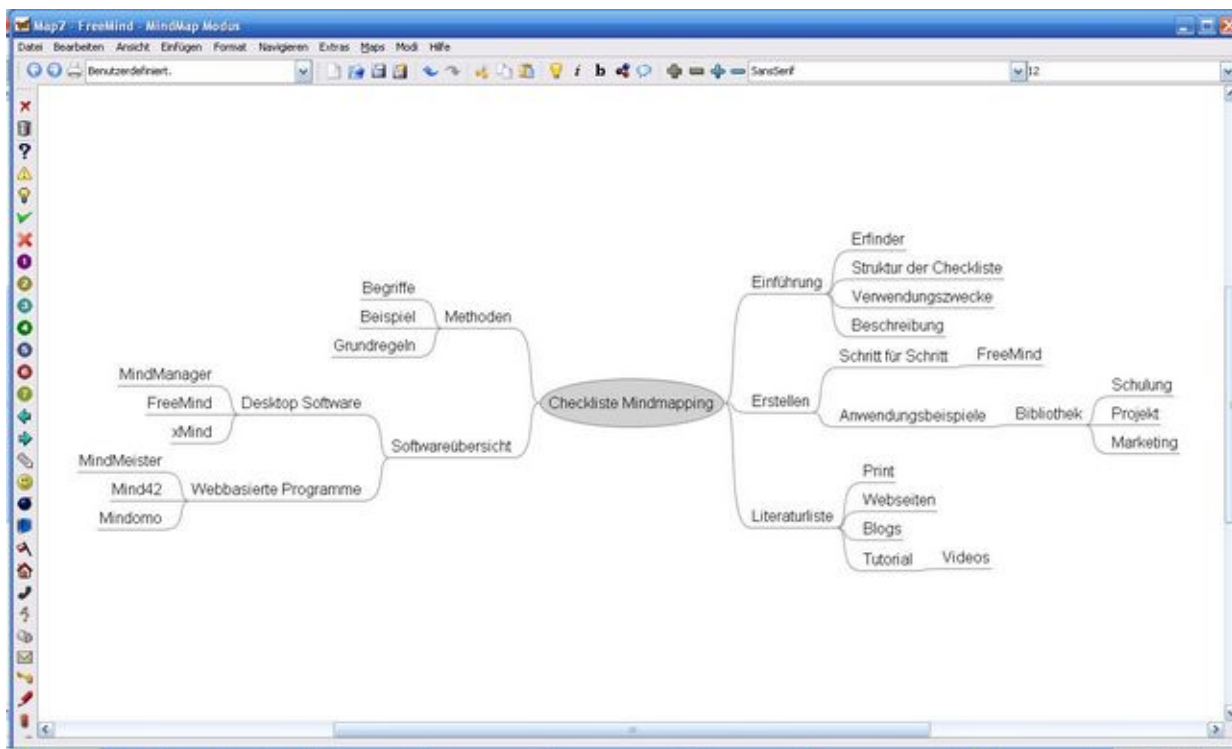 Map2 - FreeMind - MindMap Modus
Datei Bearbeiten Ansicht Einfügen Format Navigieren Extras Maps Modi Hilfe
Benutzerdefiniert. i b SansSerif 12
Begriffe
Beispiel
Grundregeln
Methoden
MindManager
FreeMind
xMind
Desktop Software
MindMeister
Mind42
Mindomo
Webbasierte Programme
Softwareübersicht
Checkliste Mindmapping
Einführung
Erfinder
Struktur der Checkliste
Verwendungszwecke
Beschreibung
Erstellen
Schritt für Schritt
FreeMind
Anwendungsbeispiele
Bibliothek
Schulung
Projekt
Marketing
Literaturliste
Print
Webseiten
Blogs
Tutorial
Videos